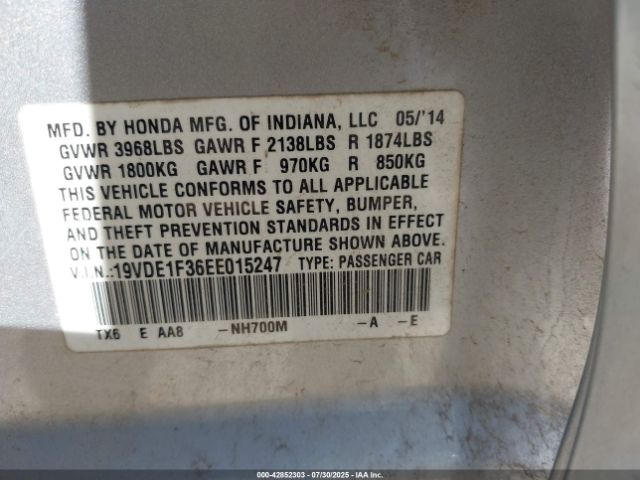 MFD. BY HONDA MFG. OF INDIANA, LLC 05/'14
GVWR 3968LBS GAWR F 2138LBS R 1874LBS
GVWR 1800KG GAWR F 970KG R 850KG
THIS VEHICLE CONFORMS TO ALL APPLICABLE
FEDERAL MOTOR VEHICLE SAFETY, BUMPER,
AND THEFT PREVENTION STANDARDS IN EFFECT
ON THE DATE OF MANUFACTURE SHOWN ABOVE.
V.I.N.:19VDE1F36EE015247 TYPE: PASSENGER CAR
TX6 E AA8 -NH700M -A -E
000-42852303 - 07/30/2025 - IAAI.COM